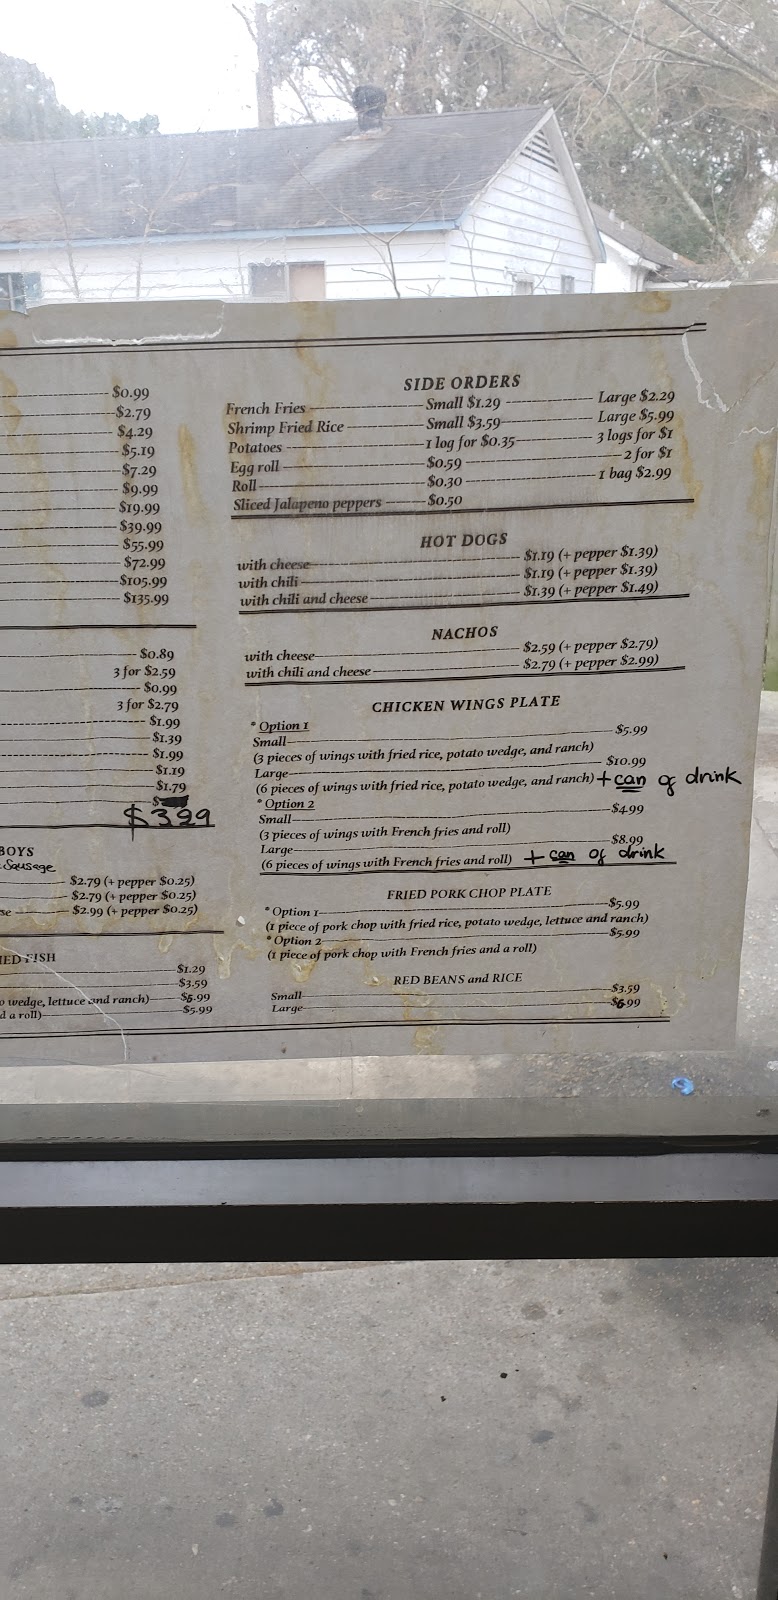 $0.99
$2.79
$4.29
$5.19
$7.29
$9.99
$19.99
$39.99
$55.99
$72.99
$105.99
$135.99
$0.89
3 for $2.59
$0.99
3 for $2.79
$1.99
$1.39
$1.99
$1.19
$1.79
$
$3.99
BOYS
Sausage
$2.79 (+ pepper $0.25)
$2.79 (+ pepper $0.25)
se $2.99 (+ pepper $0.25)
IED FISH
$1.29
$3.59
o wedge, lettuce and ranch) $6.99
d a roll) $5.99
SIDE ORDERS
French Fries Small $1.29 Large $2.29
Shrimp Fried Rice Small $3.59 Large $5.99
Potatoes 1 log for $0.35 3 logs for $1
Egg roll $0.59 2 for $1
Roll $0.30 1 bag $2.99
Sliced Jalapeno peppers $0.50
HOT DOGS
with cheese $1.19 (+ pepper $1.39)
with chili $1.19 (+ pepper $1.39)
with chili and cheese $1.39 (+ pepper $1.49)
NACHOS
with cheese $2.59 (+ pepper $2.79)
with chili and cheese $2.79 (+ pepper $2.99)
CHICKEN WINGS PLATE
* Option 1
Small $5.99
(3 pieces of wings with fried rice, potato wedge, and ranch)
Large $10.99
(6 pieces of wings with fried rice, potato wedge, and ranch) + can of drink
* Option 2
Small $4.99
(3 pieces of wings with French fries and roll)
Large $8.99
(6 pieces of wings with French fries and roll) + can of drink
FRIED PORK CHOP PLATE
* Option 1 $5.99
(1 piece of pork chop with fried rice, potato wedge, lettuce and ranch)
* Option 2 $5.99
(1 piece of pork chop with French fries and a roll)
RED BEANS and RICE
Small $3.59
Large $6.99